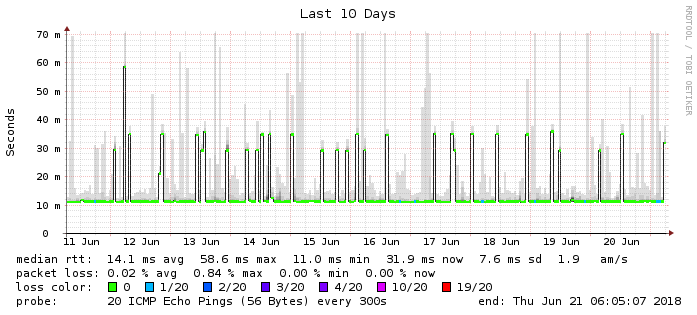 Last 10 Days
RRDTOOL / TOBI OETIKER
70 m
60 m
50 m
40 m
30 m
20 m
10 m
0
Seconds
11 Jun 12 Jun 13 Jun 14 Jun 15 Jun 16 Jun 17 Jun 18 Jun 19 Jun 20 Jun
median rtt: 14.1 ms avg 58.6 ms max 11.0 ms min 31.9 ms now 7.6 ms sd 1.9 am/s
packet loss: 0.02 % avg 0.84 % max 0.00 % min 0.00 % now
loss color: 0 1/20 2/20 3/20 4/20 10/20 19/20
probe: 20 ICMP Echo Pings (56 Bytes) every 300s end: Thu Jun 21 06:05:07 2018